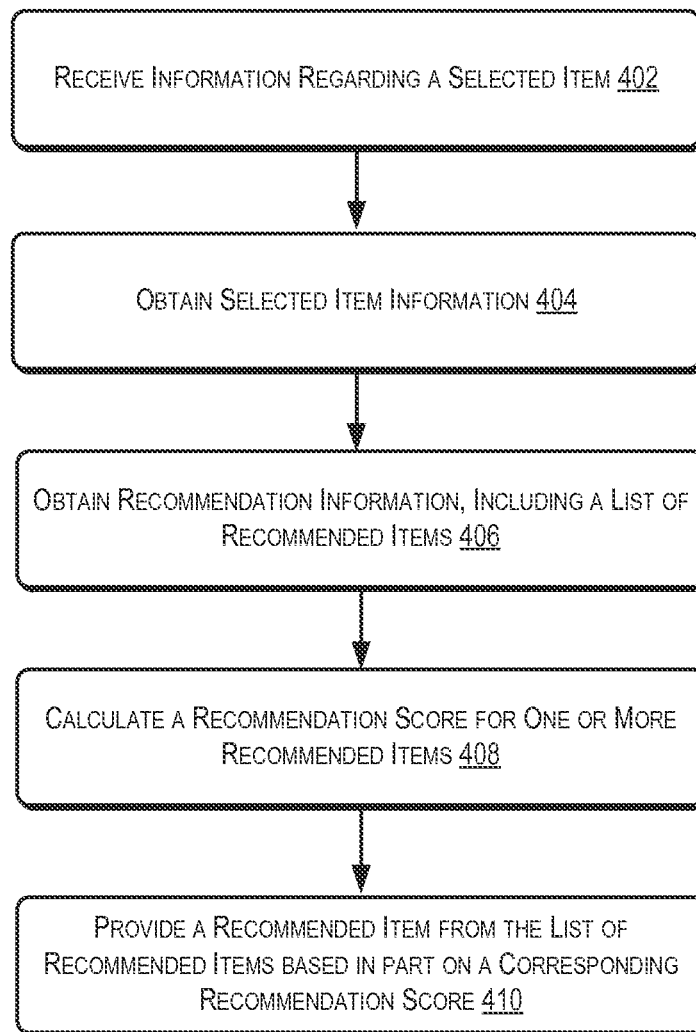 RECEIVE INFORMATION REGARDING A SELECTED ITEM 402
OBTAIN SELECTED ITEM INFORMATION 404
OBTAIN RECOMMENDATION INFORMATION, INCLUDING A LIST OF
RECOMMENDED ITEMS 406
CALCULATE A RECOMMENDATION SCORE FOR ONE OR MORE
RECOMMENDED ITEMS 408
PROVIDE A RECOMMENDED ITEM FROM THE LIST OF
RECOMMENDED ITEMS BASED IN PART ON A CORRESPONDING
RECOMMENDATION SCORE 410